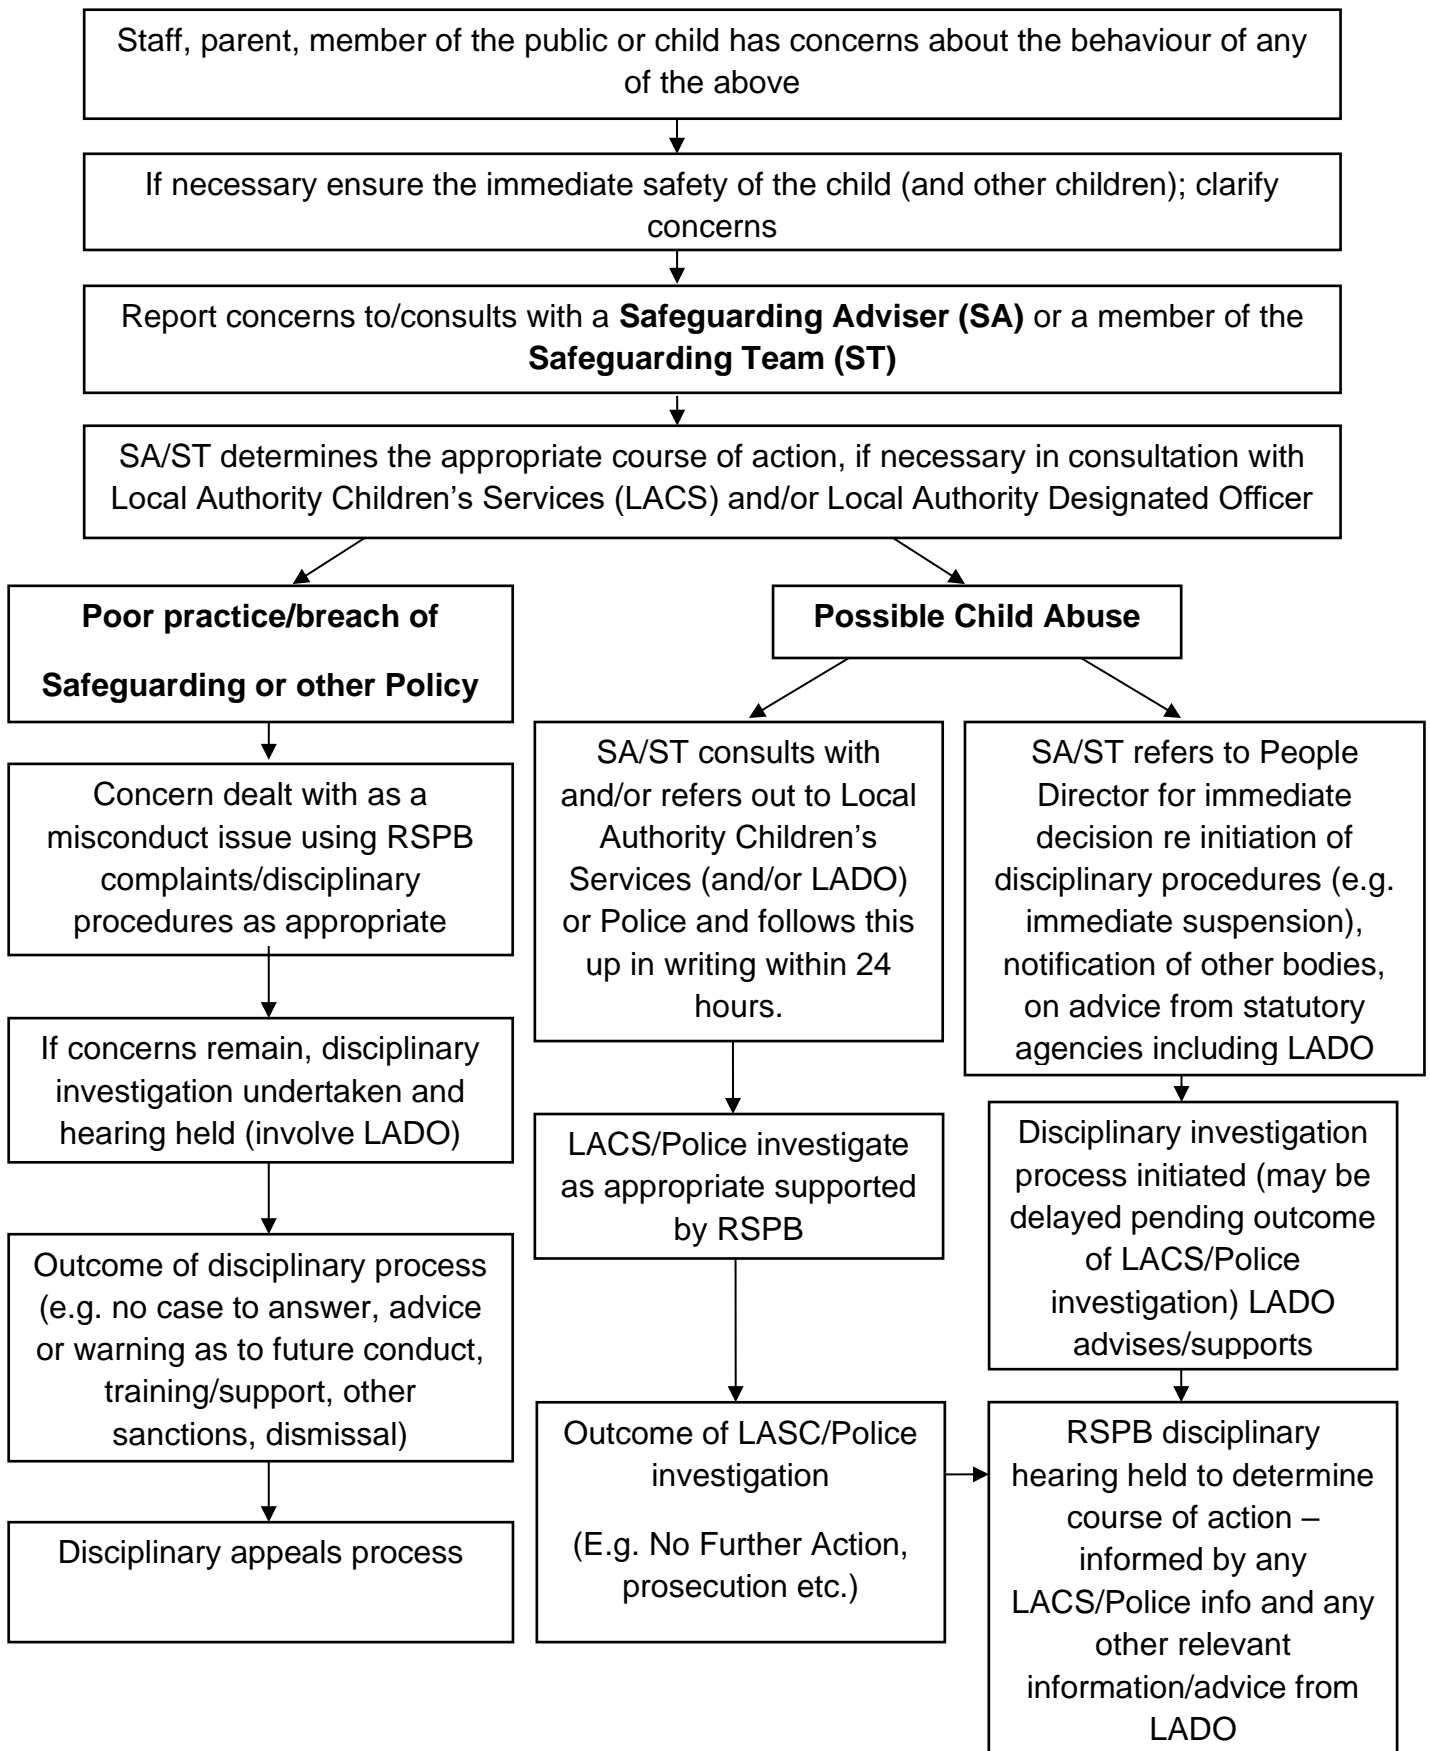 Staff, parent, member of the public or child has concerns about the behaviour of any
of the above
If necessary ensure the immediate safety of the child (and other children); clarify
concerns
Report concerns to/consults with a Safeguarding Adviser (SA) or a member of the
Safeguarding Team (ST)
SA/ST determines the appropriate course of action, if necessary in consultation with
Local Authority Children’s Services (LACS) and/or Local Authority Designated Officer
Poor practice/breach of
Safeguarding or other Policy
Concern dealt with as a
misconduct issue using RSPB
complaints/disciplinary
procedures as appropriate
If concerns remain, disciplinary
investigation undertaken and
hearing held (involve LADO)
Outcome of disciplinary process
(e.g. no case to answer, advice
or warning as to future conduct,
training/support, other
sanctions, dismissal)
Disciplinary appeals process
Possible Child Abuse
SA/ST consults with
and/or refers out to Local
Authority Children’s
Services (and/or LADO)
or Police and follows this
up in writing within 24
hours.
LACS/Police investigate
as appropriate supported
by RSPB
Outcome of LASC/Police
investigation
(E.g. No Further Action,
prosecution etc.)
SA/ST refers to People
Director for immediate
decision re initiation of
disciplinary procedures (e.g.
immediate suspension),
notification of other bodies,
on advice from statutory
agencies including LADO
Disciplinary investigation
process initiated (may be
delayed pending outcome
of LACS/Police
investigation) LADO
advises/supports
RSPB disciplinary
hearing held to determine
course of action –
informed by any
LACS/Police info and any
other relevant
information/advice from
LADO